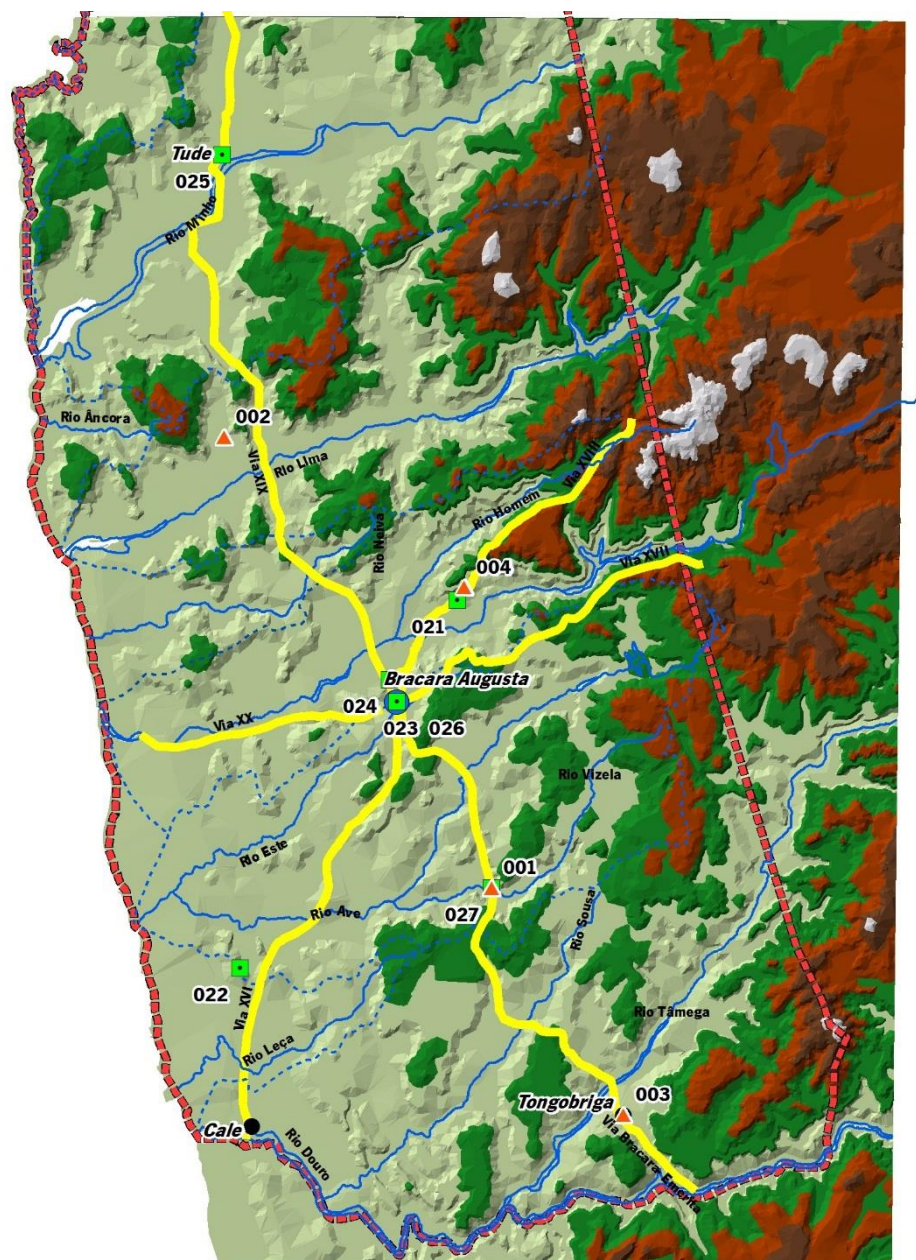 Tude
025
Rio Minho
002
Rio Âncora
Via XIX
Rio Lima
Via XVIII
Rio Homem
Rio Neiva
004
Via XVII
021
Bracara Augusta
024
Via XX
023
026
Rio Vizela
Rio Este
001
Rio Ave
027
Rio Sousa
022
Via XVI
Rio Tâmega
Rio Leça
Tongobriga
003
Cale
Rio Douro
Via Bracara Emerita